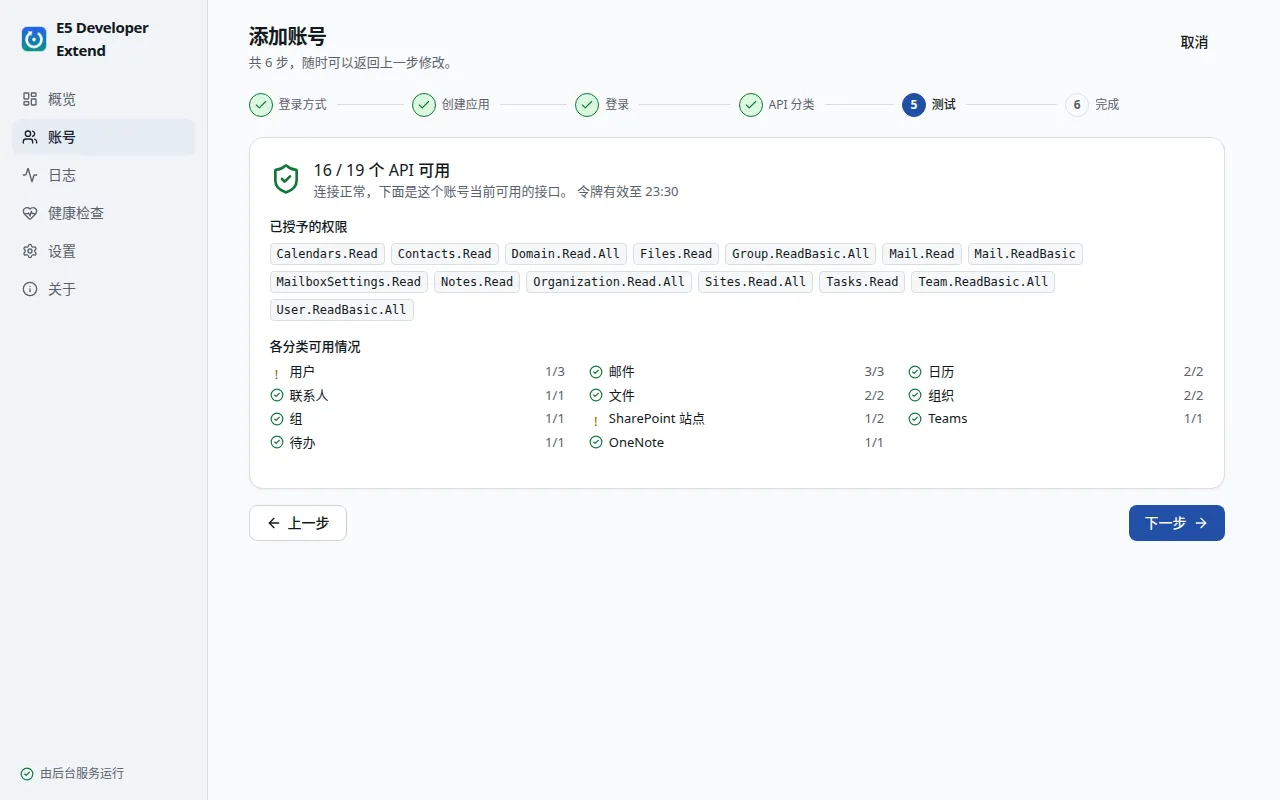 E5 Developer
Extend
概览
账号
日志
健康检查
设置
关于
由后台服务运行
添加账号
共 6 步，随时可以返回上一步修改。
取消
登录方式
创建应用
登录
API 分类
5 测试
6 完成
16 / 19 个 API 可用
连接正常，下面是这个账号当前可用的接口。 令牌有效至 23:30
已授予的权限
Calendars.Read Contacts.Read Domain.Read.All Files.Read Group.ReadBasic.All Mail.Read Mail.ReadBasic
MailboxSettings.Read Notes.Read Organization.Read.All Sites.Read.All Tasks.Read Team.ReadBasic.All
User.ReadBasic.All
各分类可用情况
! 用户 1/3 邮件 3/3 日历 2/2
联系人 1/1 文件 2/2 组织 2/2
组 1/1 ! SharePoint 站点 1/2 Teams 1/1
待办 1/1 OneNote 1/1
上一步
下一步